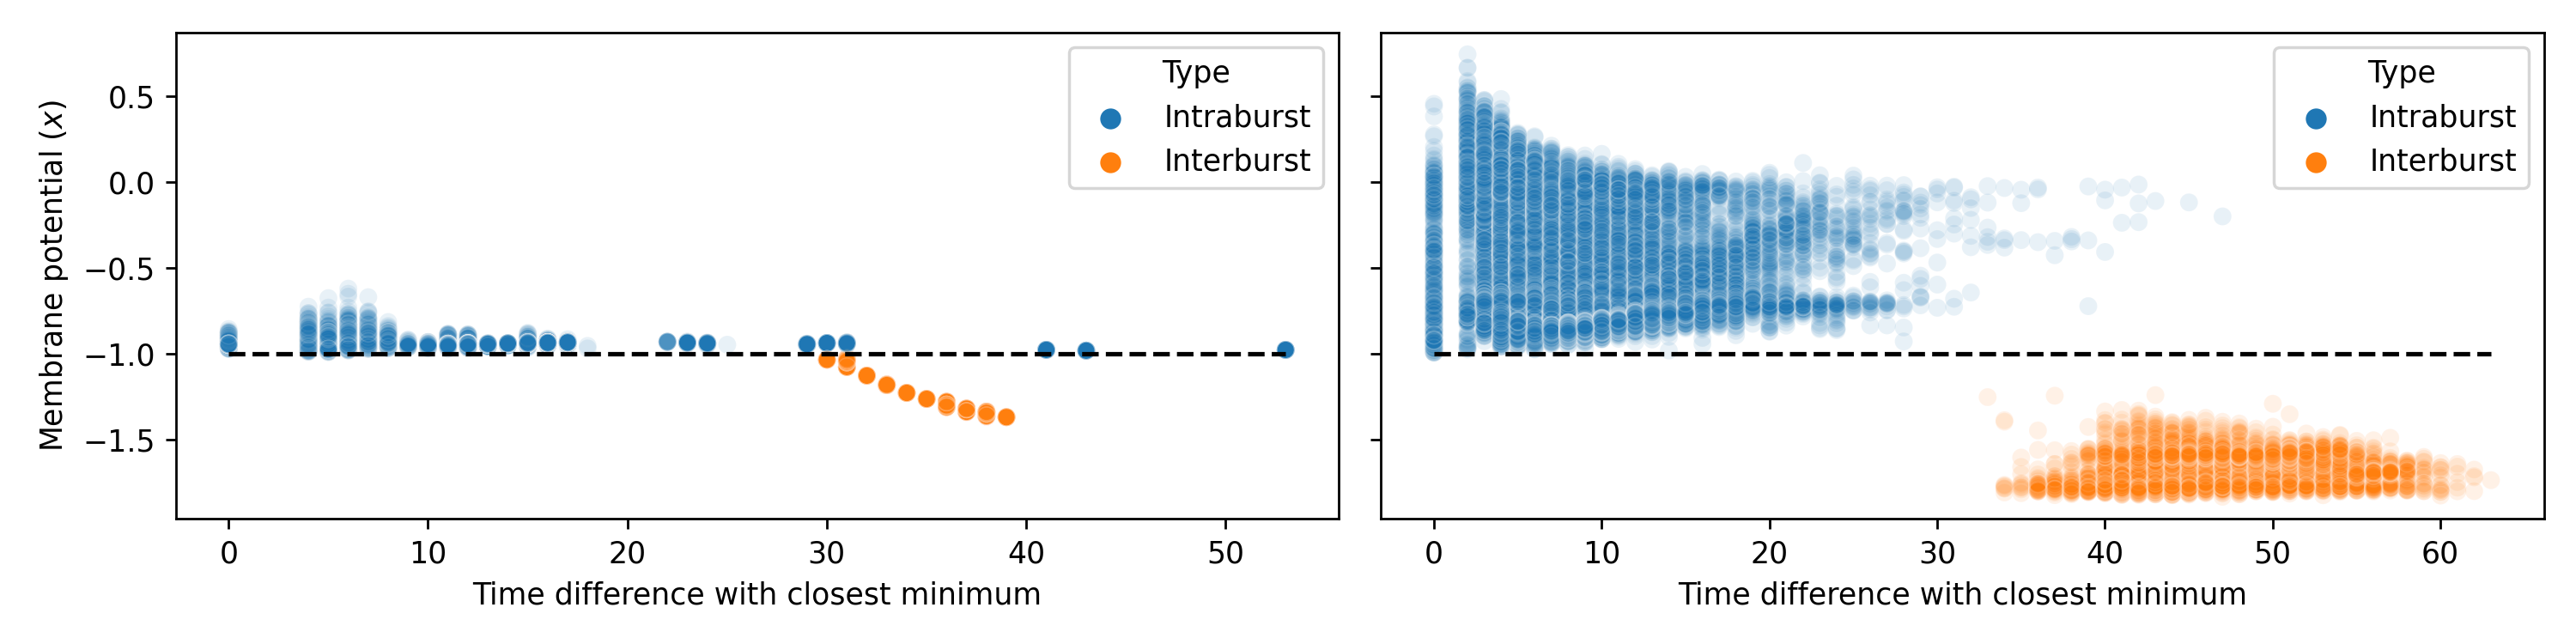 Membrane potential (x)
0.5
0.0
−0.5
−1.0
−1.5
Type
Intraburst
Interburst
0 10 20 30 40 50
Time difference with closest minimum
Type
Intraburst
Interburst
0 10 20 30 40 50 60
Time difference with closest minimum